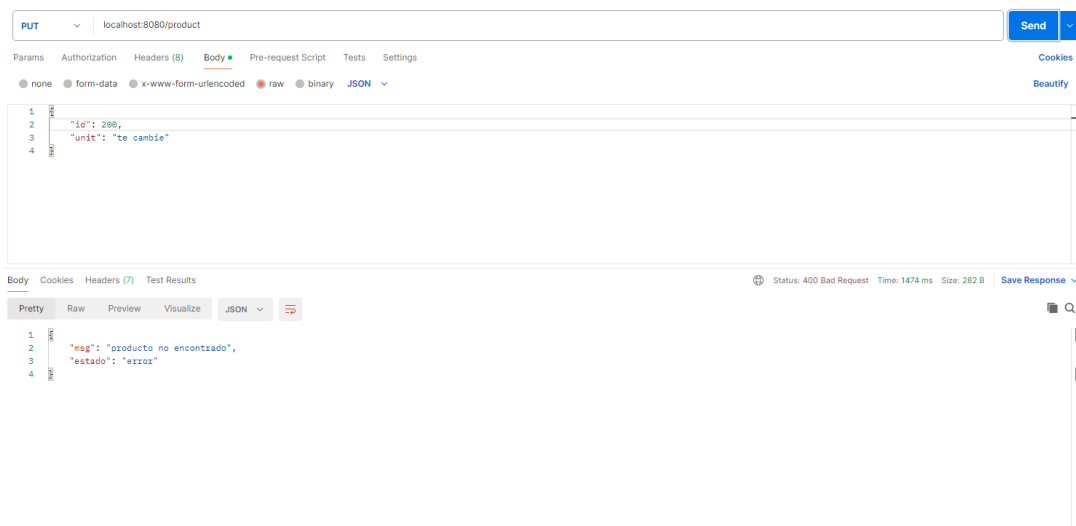 PUT localhost:8080/product Send
Params Authorization Headers (8) Body Pre-request Script Tests Settings Cookies
none form-data x-www-form-urlencoded raw binary JSON Beautify
1 {
2 "id": 200,
3 "unit": "te cambie"
4 }
Body Cookies Headers (7) Test Results Status: 400 Bad Request Time: 1474 ms Size: 282 B Save Response
Pretty Raw Preview Visualize JSON
1 {
2 "msg": "producto no encontrado",
3 "estado": "error"
4 }